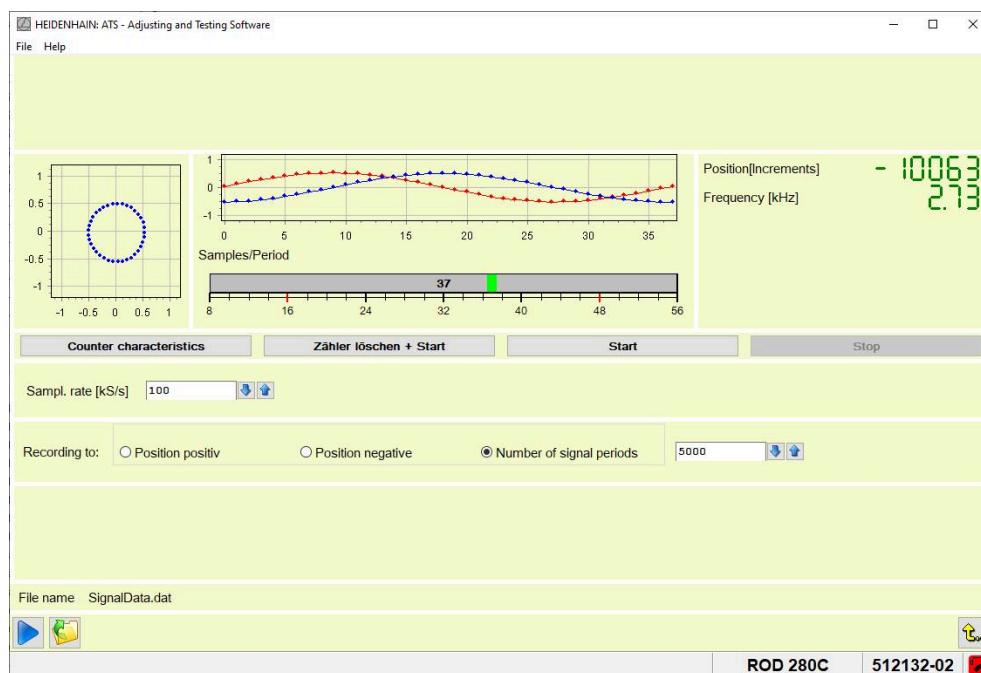 HEIDENHAIN: ATS - Adjusting and Testing Software
File Help
1
0.5
0
-0.5
-1
-1 -0.5 0 0.5 1
1
0
-1
0 5 10 15 20 25 30 35
Samples/Period
37
8 16 24 32 40 48 56
Position[Increments] - 10063
Frequency [kHz] 2.73
Counter characteristics Zähler löschen + Start Start Stop
Sampl. rate [kS/s] 100
Recording to: Position positiv Position negative Number of signal periods 5000
File name SignalData.dat
ROD 280C 512132-02